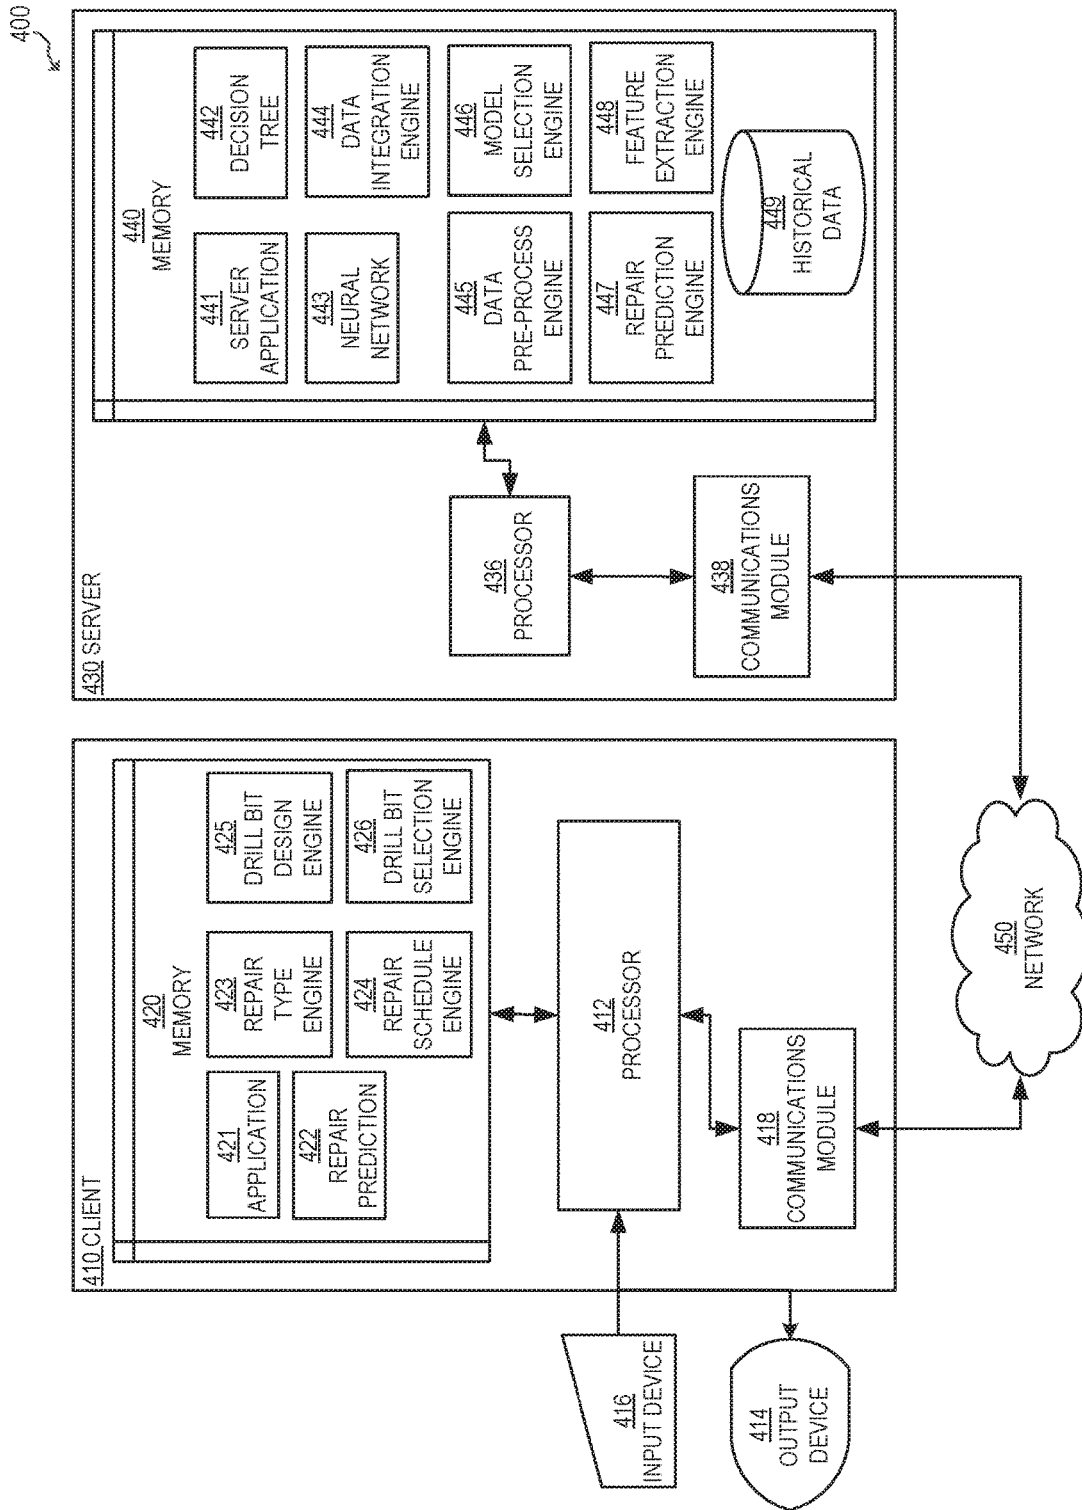 400
410 CLIENT
420
MEMORY
421
APPLICATION
422
REPAIR
PREDICTION
423
REPAIR
TYPE
ENGINE
424
REPAIR
SCHEDULE
ENGINE
425
DRILL BIT
DESIGN
ENGINE
426
DRILL BIT
SELECTION
ENGINE
412
PROCESSOR
418
COMMUNICATIONS
MODULE
416
INPUT DEVICE
414
OUTPUT
DEVICE
430 SERVER
440
MEMORY
441
SERVER
APPLICATION
442
DECISION
TREE
443
NEURAL
NETWORK
444
DATA
INTEGRATION
ENGINE
445
DATA
PRE-PROCESS
ENGINE
446
MODEL
SELECTION
ENGINE
447
REPAIR
PREDICTION
ENGINE
448
FEATURE
EXTRACTION
ENGINE
449
HISTORICAL
DATA
436
PROCESSOR
438
COMMUNICATIONS
MODULE
450
NETWORK